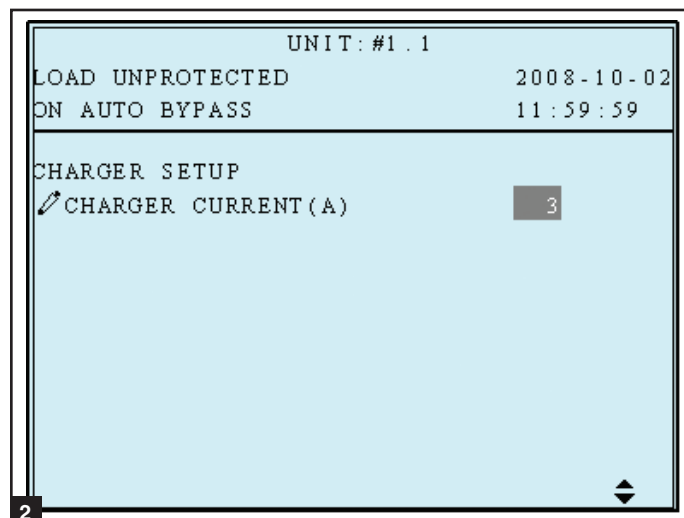 UNIT:#1.1
LOAD UNPROTECTED 2008-10-02
ON AUTO BYPASS 11:59:59
CHARGER SETUP
CHARGER CURRENT(A) 3
2